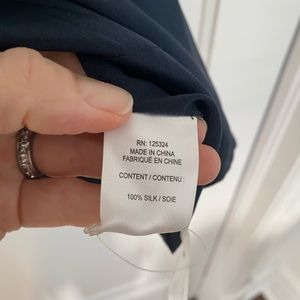 RN: 125324
MADE IN CHINA
FABRIQUÉ EN CHINE
CONTENT / CONTENU :
100% SILK / SOIE